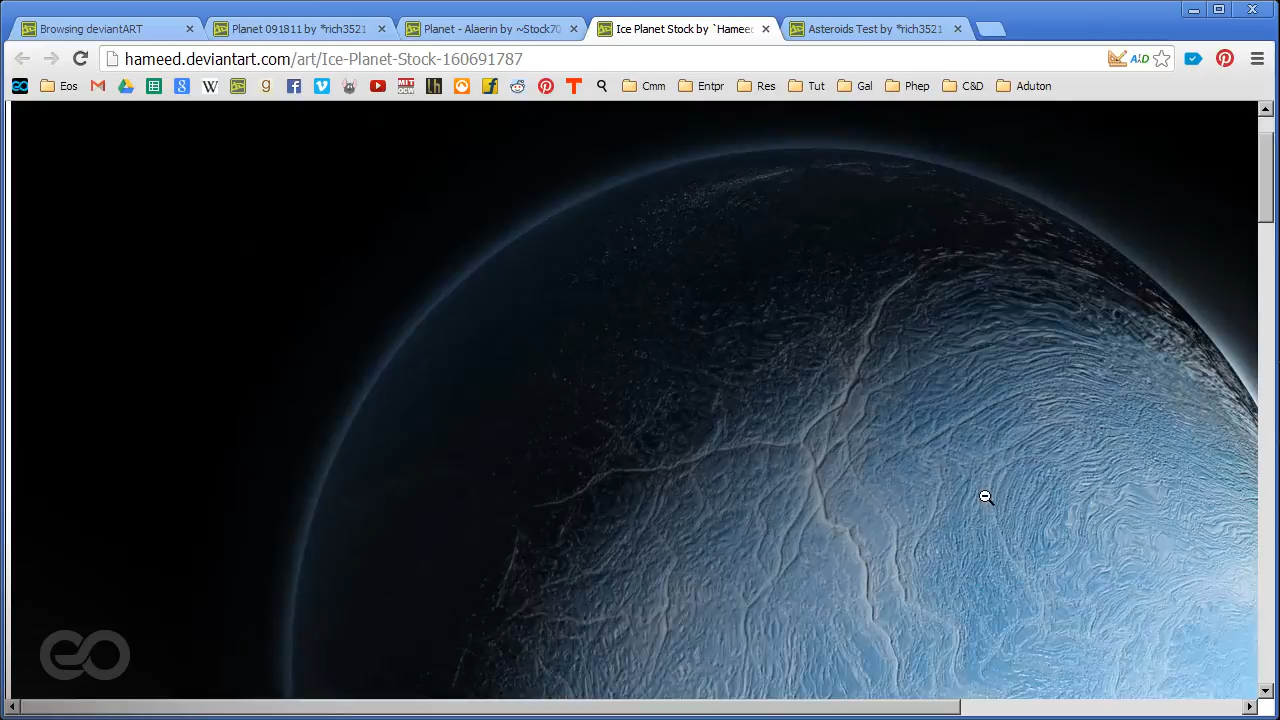 Browsing deviantART
Planet 091811 by *rich3521
Planet - Alaerin by ~Stock70
Ice Planet Stock by `Hameed
Asteroids Test by *rich3521
hameed.deviantart.com/art/Ice-Planet-Stock-160691787
Eos
Cmm
Entpr
Res
Tut
Gal
Phep
C&D
Aduton